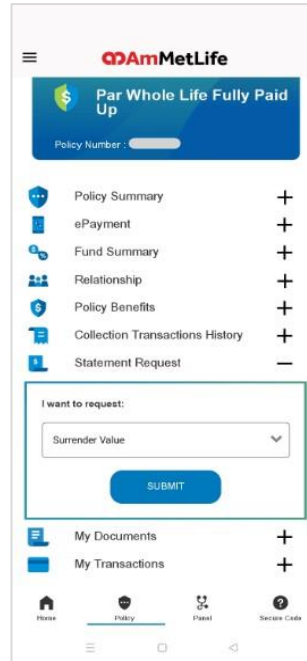 AmMetLife
Par Whole Life Fully Paid
Up
Policy Number :
Policy Summary
ePayment
Fund Summary
Relationship
Policy Benefits
Collection Transactions History
Statement Request
I want to request:
Surrender Value
SUBMIT
My Documents
My Transactions
Home Policy Panel Secure Code